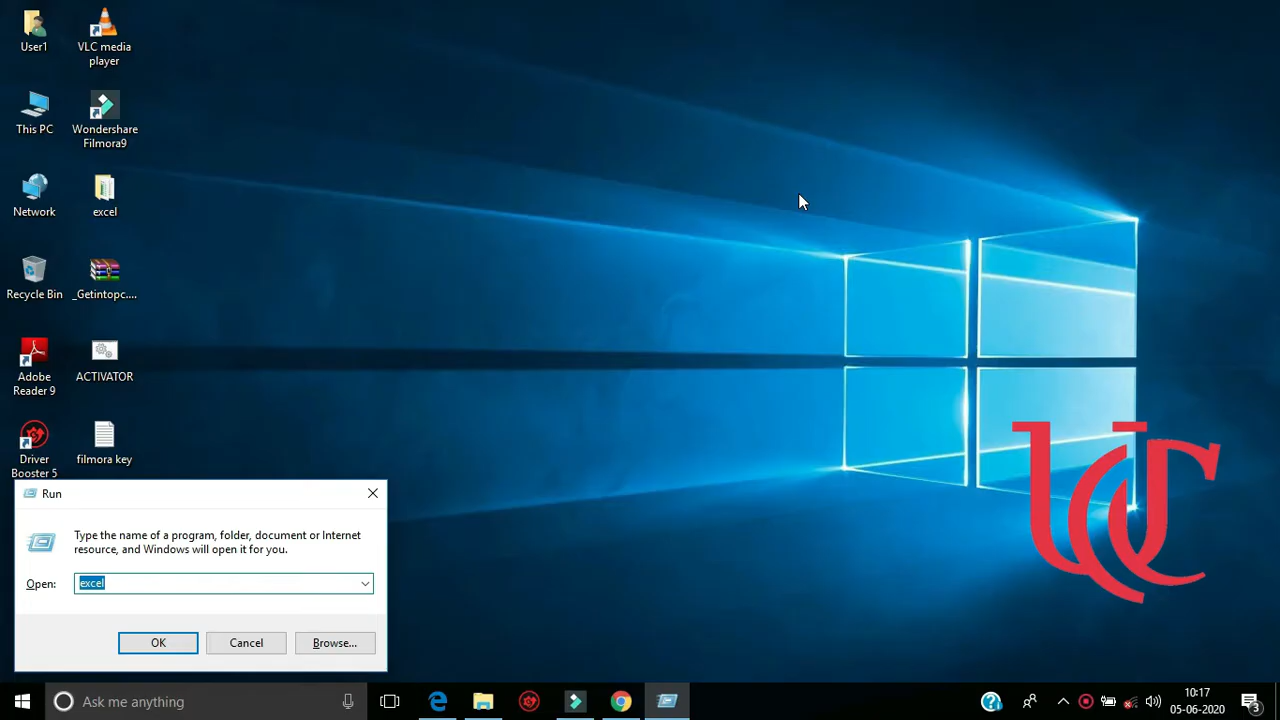 User1
VLC media
player
This PC
Wondershare
Filmora9
Network
excel
Recycle Bin
_Getintopc....
Adobe
Reader 9
ACTIVATOR
Driver
Booster 5
filmora key
Run
Type the name of a program, folder, document or Internet
resource, and Windows will open it for you.
Open:
excel
OK
Cancel
Browse...
UCC
Ask me anything
10:17
05-06-2020
3